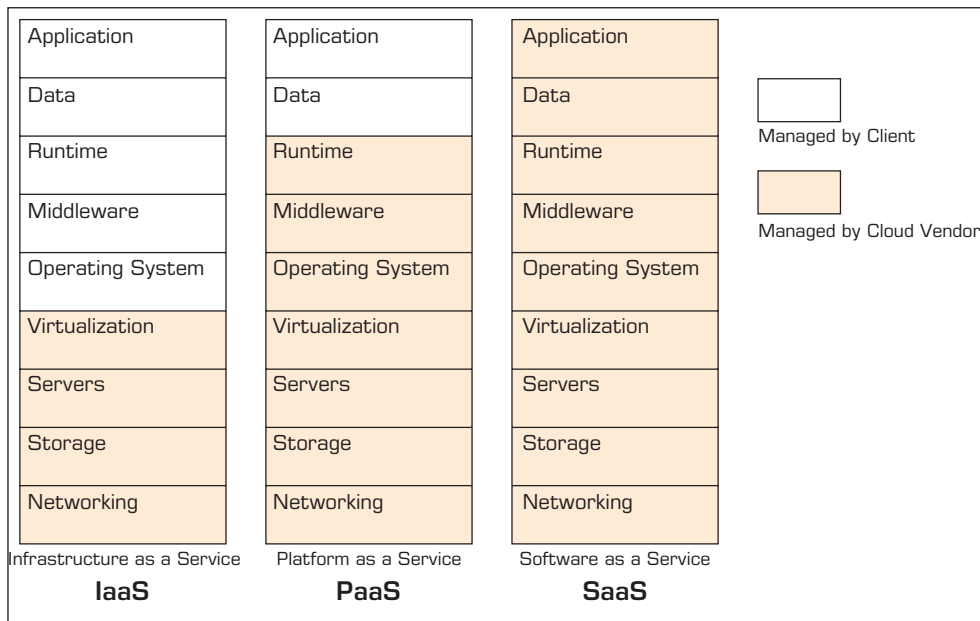 Application
Data
Runtime
Middleware
Operating System
Virtualization
Servers
Storage
Networking
Infrastructure as a Service
IaaS
Application
Data
Runtime
Middleware
Operating System
Virtualization
Servers
Storage
Networking
Platform as a Service
PaaS
Application
Data
Runtime
Middleware
Operating System
Virtualization
Servers
Storage
Networking
Software as a Service
SaaS
Managed by Client
Managed by Cloud Vendor